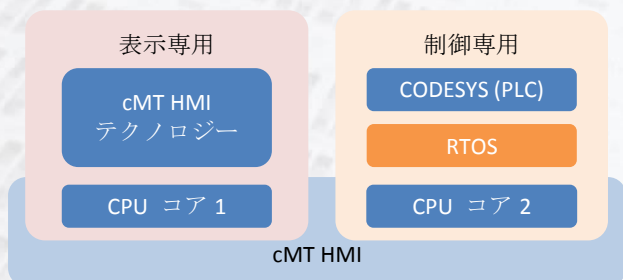 表示専用
cMT HMI
テクノロジー
CPU コア 1
制御専用
CODESYS (PLC)
RTOS
CPU コア 2
cMT HMI